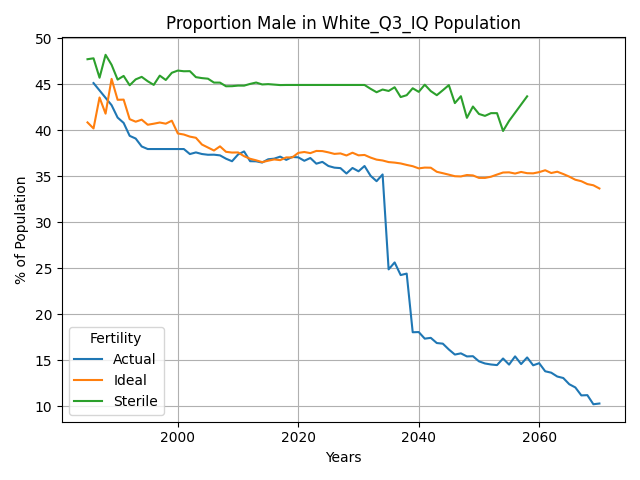 Proportion Male in White_Q3_IQ Population
% of Population
50
45
40
35
30
25
20
15
10
Fertility
Actual
Ideal
Sterile
2000
2020
2040
2060
Years